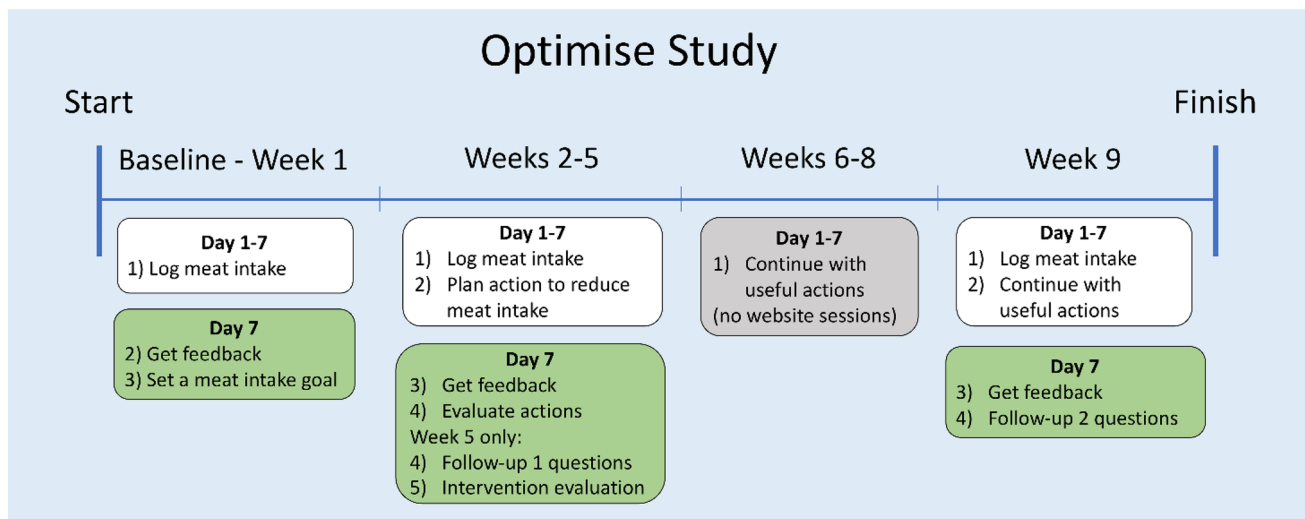 Optimise Study
Start
Finish
Baseline - Week 1
Weeks 2-5
Weeks 6-8
Week 9
Day 1-7
1) Log meat intake
Day 7
2) Get feedback
3) Set a meat intake goal
Day 1-7
1) Log meat intake
2) Plan action to reduce
meat intake
Day 7
3) Get feedback
4) Evaluate actions
Week 5 only:
4) Follow-up 1 questions
5) Intervention evaluation
Day 1-7
1) Continue with
useful actions
(no website sessions)
Day 1-7
1) Log meat intake
2) Continue with
useful actions
Day 7
3) Get feedback
4) Follow-up 2 questions